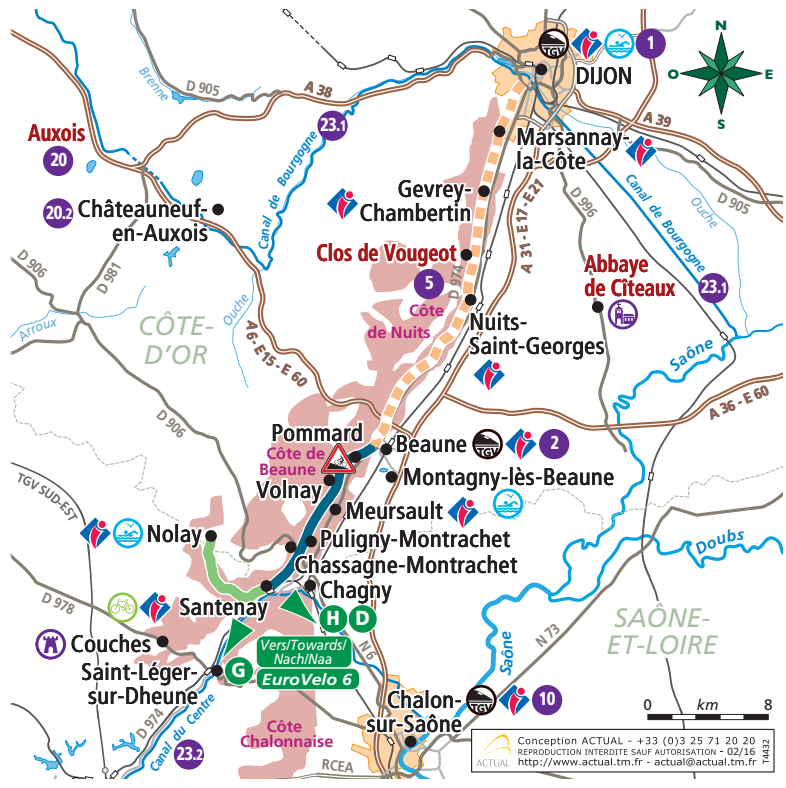 N
O
E
S
TGV
1
DIJON
Brenne
D 905
A 38
A 39
23.1
Auxois
20
Marsannay-
la-Côte
Canal de Bourgogne
20.2
Châteauneuf-
en-Auxois
Gevrey-
Chambertin
A 31 - E17 - E21
D 996
Canal de Bourgogne
Ouche
D 905
D 906
D 981
Clos de Vougeot
5
D 974
Abbaye
de Cîteaux
23.1
Côte
de Nuits
Arroux
Ouche
CÔTE-
D'OR
Nuits-
Saint-Georges
A6-E15-E 60
Saône
A 36 - E 60
D 906
Pommard
Côte de
Beaune
Beaune
TGV
2
Volnay
Montagny-lès-Beaune
TGV SUD-EST
Meursault
Nolay
Puligny-Montrachet
Doubs
Chassagne-Montrachet
Chagny
Santenay
D 978
H
D
SAÔNE-
ET-LOIRE
Couches
Vers/Towards/
Nach/Naa
EuroVelo 6
G
N 6
N 73
Saône
Saint-Léger-
sur-Dheune
Chalon-
sur-Saône
TGV
10
0 km 8
D 974
Canal du Centre
23.2
Côte
Chalonnaise
RCEA
ACTUAL
Conception ACTUAL - +33 (0)3 25 71 20 20
REPRODUCTION INTERDITE SAUF AUTORISATION - 02/16
http://www.actual.tm.fr - actual@actual.tm.fr
T4432